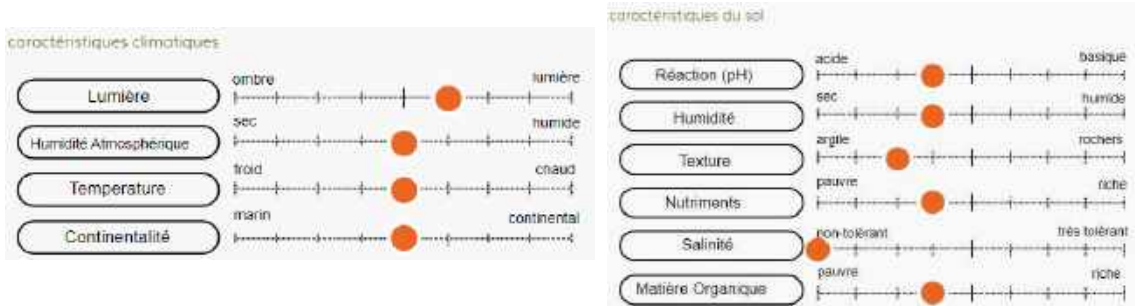 caractéristiques climatiques
ombre lumière
Lumière
sec humide
Humidité Atmosphérique
froid chaud
Temperature
marin continental
Continentalité
caractéristiques du sol
acide basique
Réaction (pH)
sec humide
Humidité
argile rochers
Texture
pauvre riche
Nutriments
non-tolérant très tolérant
Salinité
pauvre riche
Matière Organique